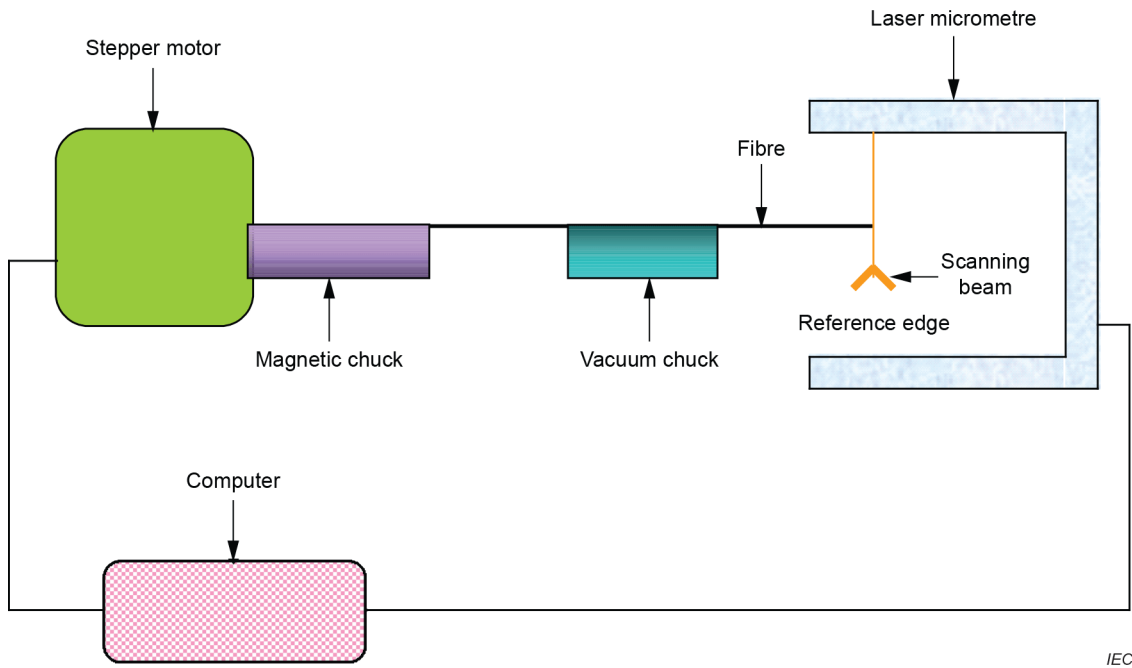 Laser micrometre
Stepper motor
Fibre
Scanning
beam
Reference edge
Magnetic chuck
Vacuum chuck
Computer
IEC